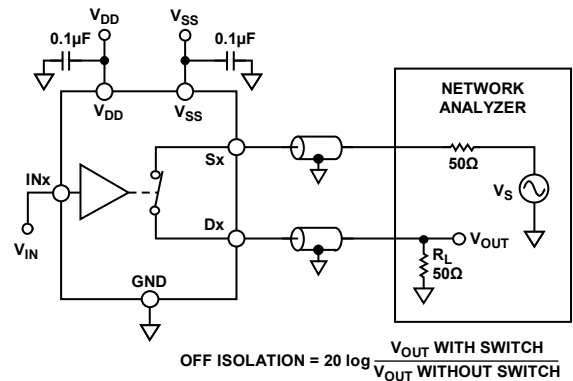 VDD
VSS
0.1µF
0.1µF
VDD
VSS
NETWORK
ANALYZER
Sx
50Ω
VS
INx
Dx
VOUT
VIN
RL
50Ω
GND
OFF ISOLATION = 20 log VOUT WITH SWITCH
VOUT WITHOUT SWITCH